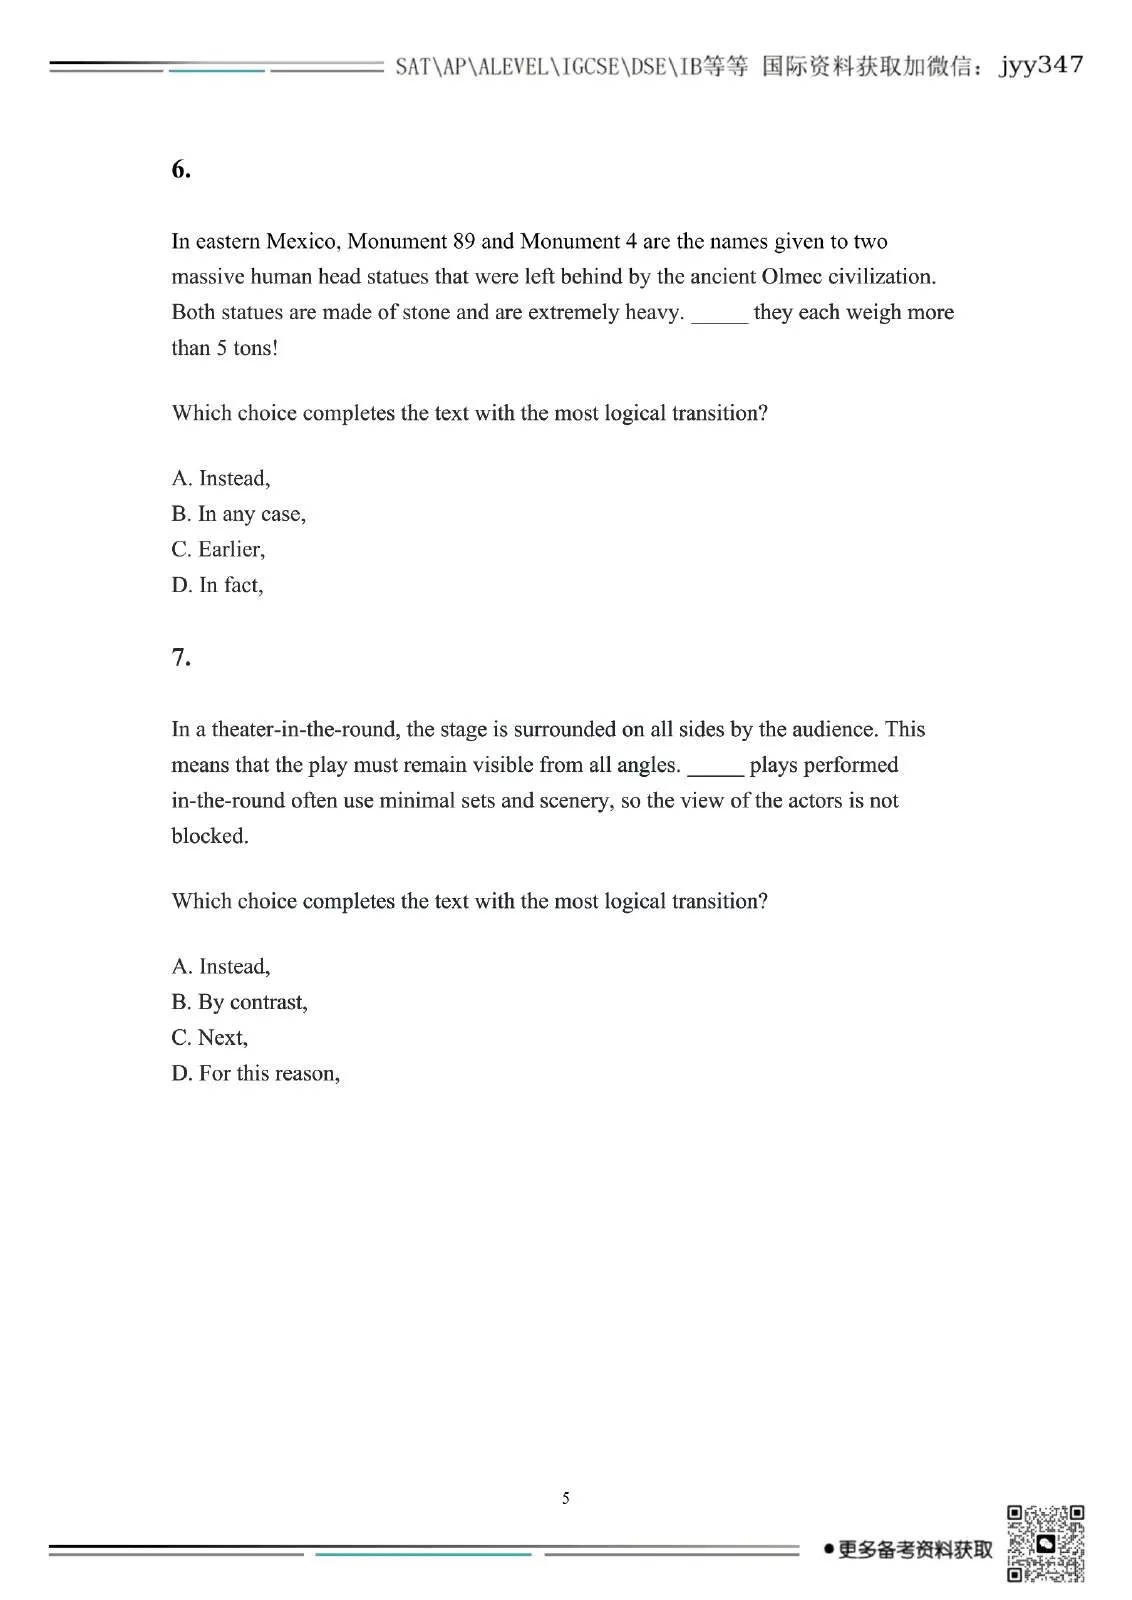 SAT\AP\ALEVEL\IGCSE\DSE\IB等等 国际资料获取加微信：jyy347
6.
In eastern Mexico, Monument 89 and Monument 4 are the names given to two
massive human head statues that were left behind by the ancient Olmec civilization.
Both statues are made of stone and are extremely heavy. _____ they each weigh more
than 5 tons!
Which choice completes the text with the most logical transition?
A. Instead,
B. In any case,
C. Earlier,
D. In fact,
7.
In a theater-in-the-round, the stage is surrounded on all sides by the audience. This
means that the play must remain visible from all angles. _____ plays performed
in-the-round often use minimal sets and scenery, so the view of the actors is not
blocked.
Which choice completes the text with the most logical transition?
A. Instead,
B. By contrast,
C. Next,
D. For this reason,
5
●更多备考资料获取